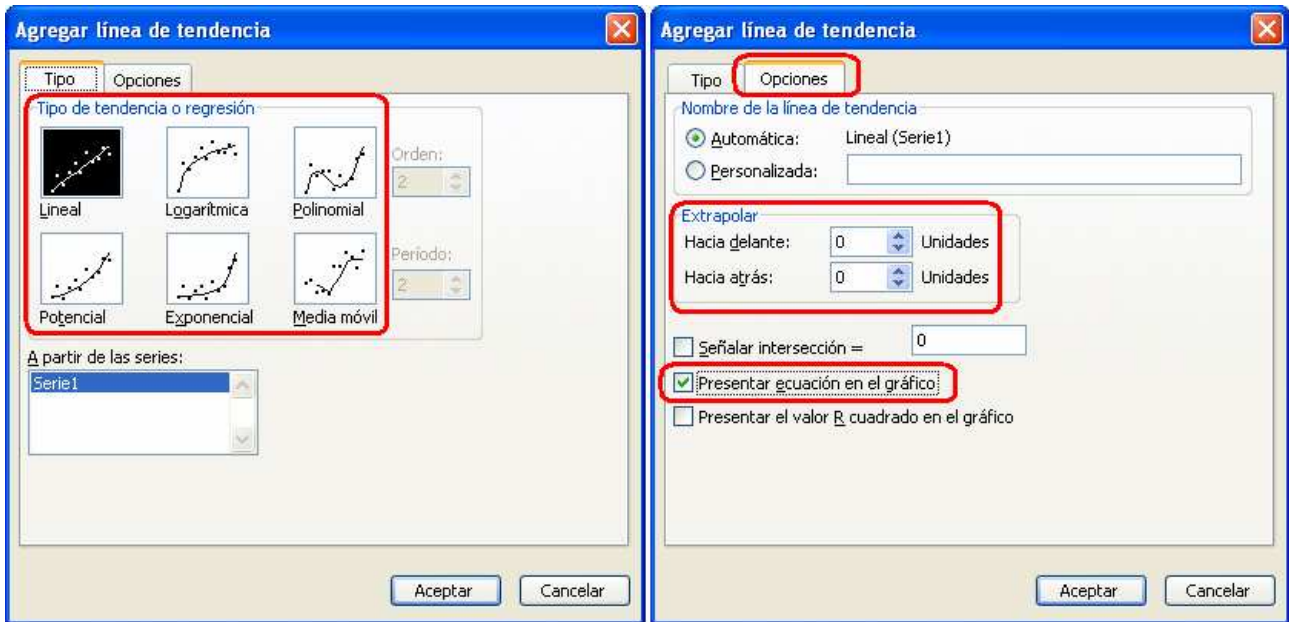 Agregar línea de tendencia
Tipo
Opciones
Tipo de tendencia o regresión
Lineal
Logarítmica
Polinomial
Orden:
2
Potencial
Exponencial
Media móvil
Período:
2
A partir de las series:
Serie1
Aceptar
Cancelar
Agregar línea de tendencia
Tipo
Opciones
Nombre de la línea de tendencia
Automática: Lineal (Serie1)
Personalizada:
Extrapolar
Hacia delante: 0 Unidades
Hacia atrás: 0 Unidades
Señalar intersección = 0
Presentar ecuación en el gráfico
Presentar el valor R cuadrado en el gráfico
Aceptar
Cancelar